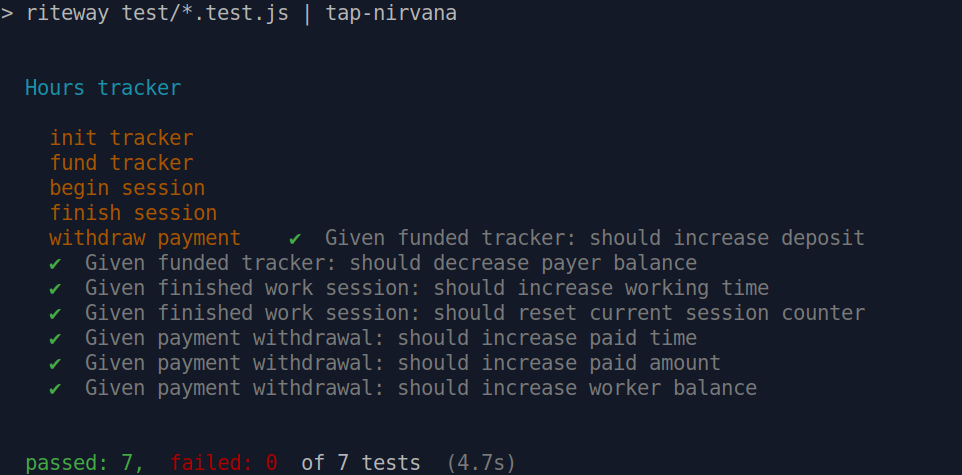 > riteway test/*.test.js | tap-nirvana
Hours tracker
init tracker
fund tracker
begin session
finish session
withdraw payment ✔ Given funded tracker: should increase deposit
✔ Given funded tracker: should decrease payer balance
✔ Given finished work session: should increase working time
✔ Given finished work session: should reset current session counter
✔ Given payment withdrawal: should increase paid time
✔ Given payment withdrawal: should increase paid amount
✔ Given payment withdrawal: should increase worker balance
passed: 7, failed: 0 of 7 tests (4.7s)